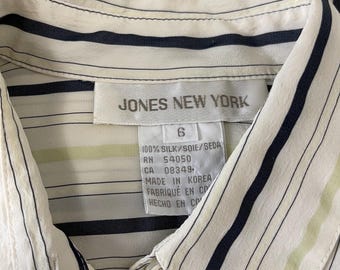 JONES NEW YORK
6
100% SILK/SOIE/SEDA
RN 54050
CA 08349
MADE IN KOREA
FABRIQUÉ EN CO
HECHO EN CO